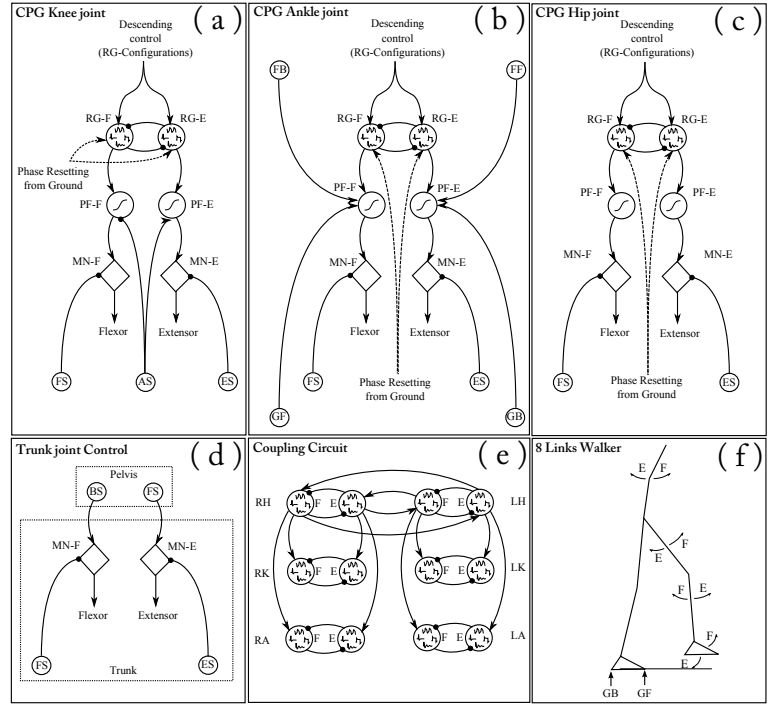 CPG Knee joint
(a)
Descending
control
(RG-Configurations)
RG-F
RG-E
Phase Resetting
from Ground
PF-F
PF-E
MN-F
MN-E
Flexor
Extensor
FS
AS
ES
CPG Ankle joint
(b)
Descending
control
(RG-Configurations)
FB
FF
RG-F
RG-E
PF-F
PF-E
MN-F
MN-E
Flexor
Extensor
FS
ES
Phase Resetting
from Ground
GF
GB
CPG Hip joint
(c)
Descending
control
(RG-Configurations)
RG-F
RG-E
PF-F
PF-E
MN-F
MN-E
Flexor
Extensor
FS
ES
Phase Resetting
from Ground
Trunk joint Control
(d)
Pelvis
BS
FS
MN-F
MN-E
Flexor
Extensor
FS
ES
Trunk
Coupling Circuit
(e)
RH
F E
F E
LH
RK
F E
F E
LK
RA
F E
F E
LA
8 Links Walker
(f)
E F
E F
F E
F
E
GB GF